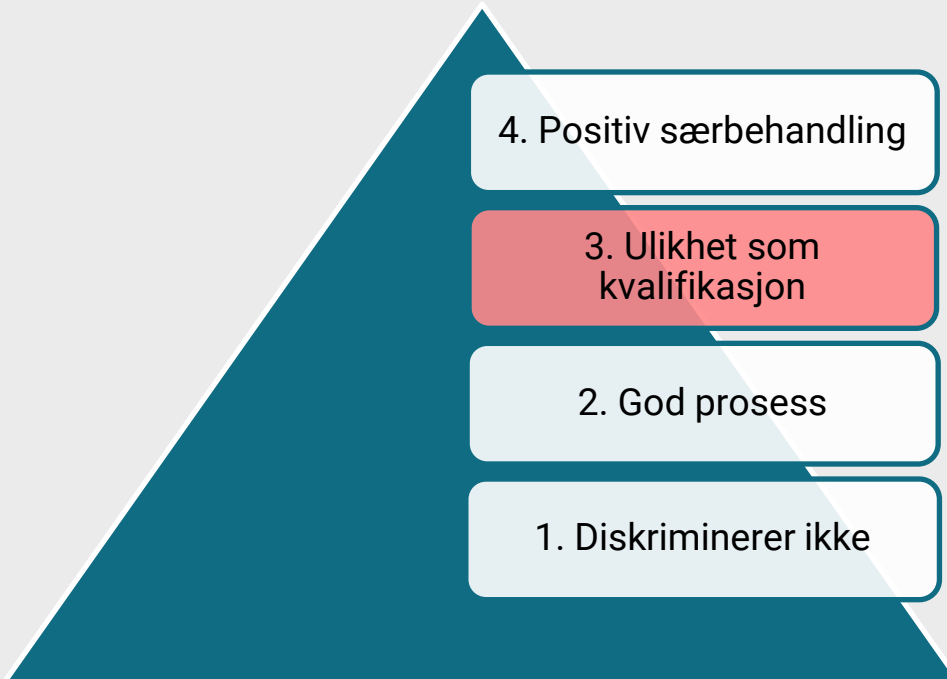 4. Positiv særbehandling
3. Ulikhet som
kvalifikasjon
2. God prosess
1. Diskriminerer ikke